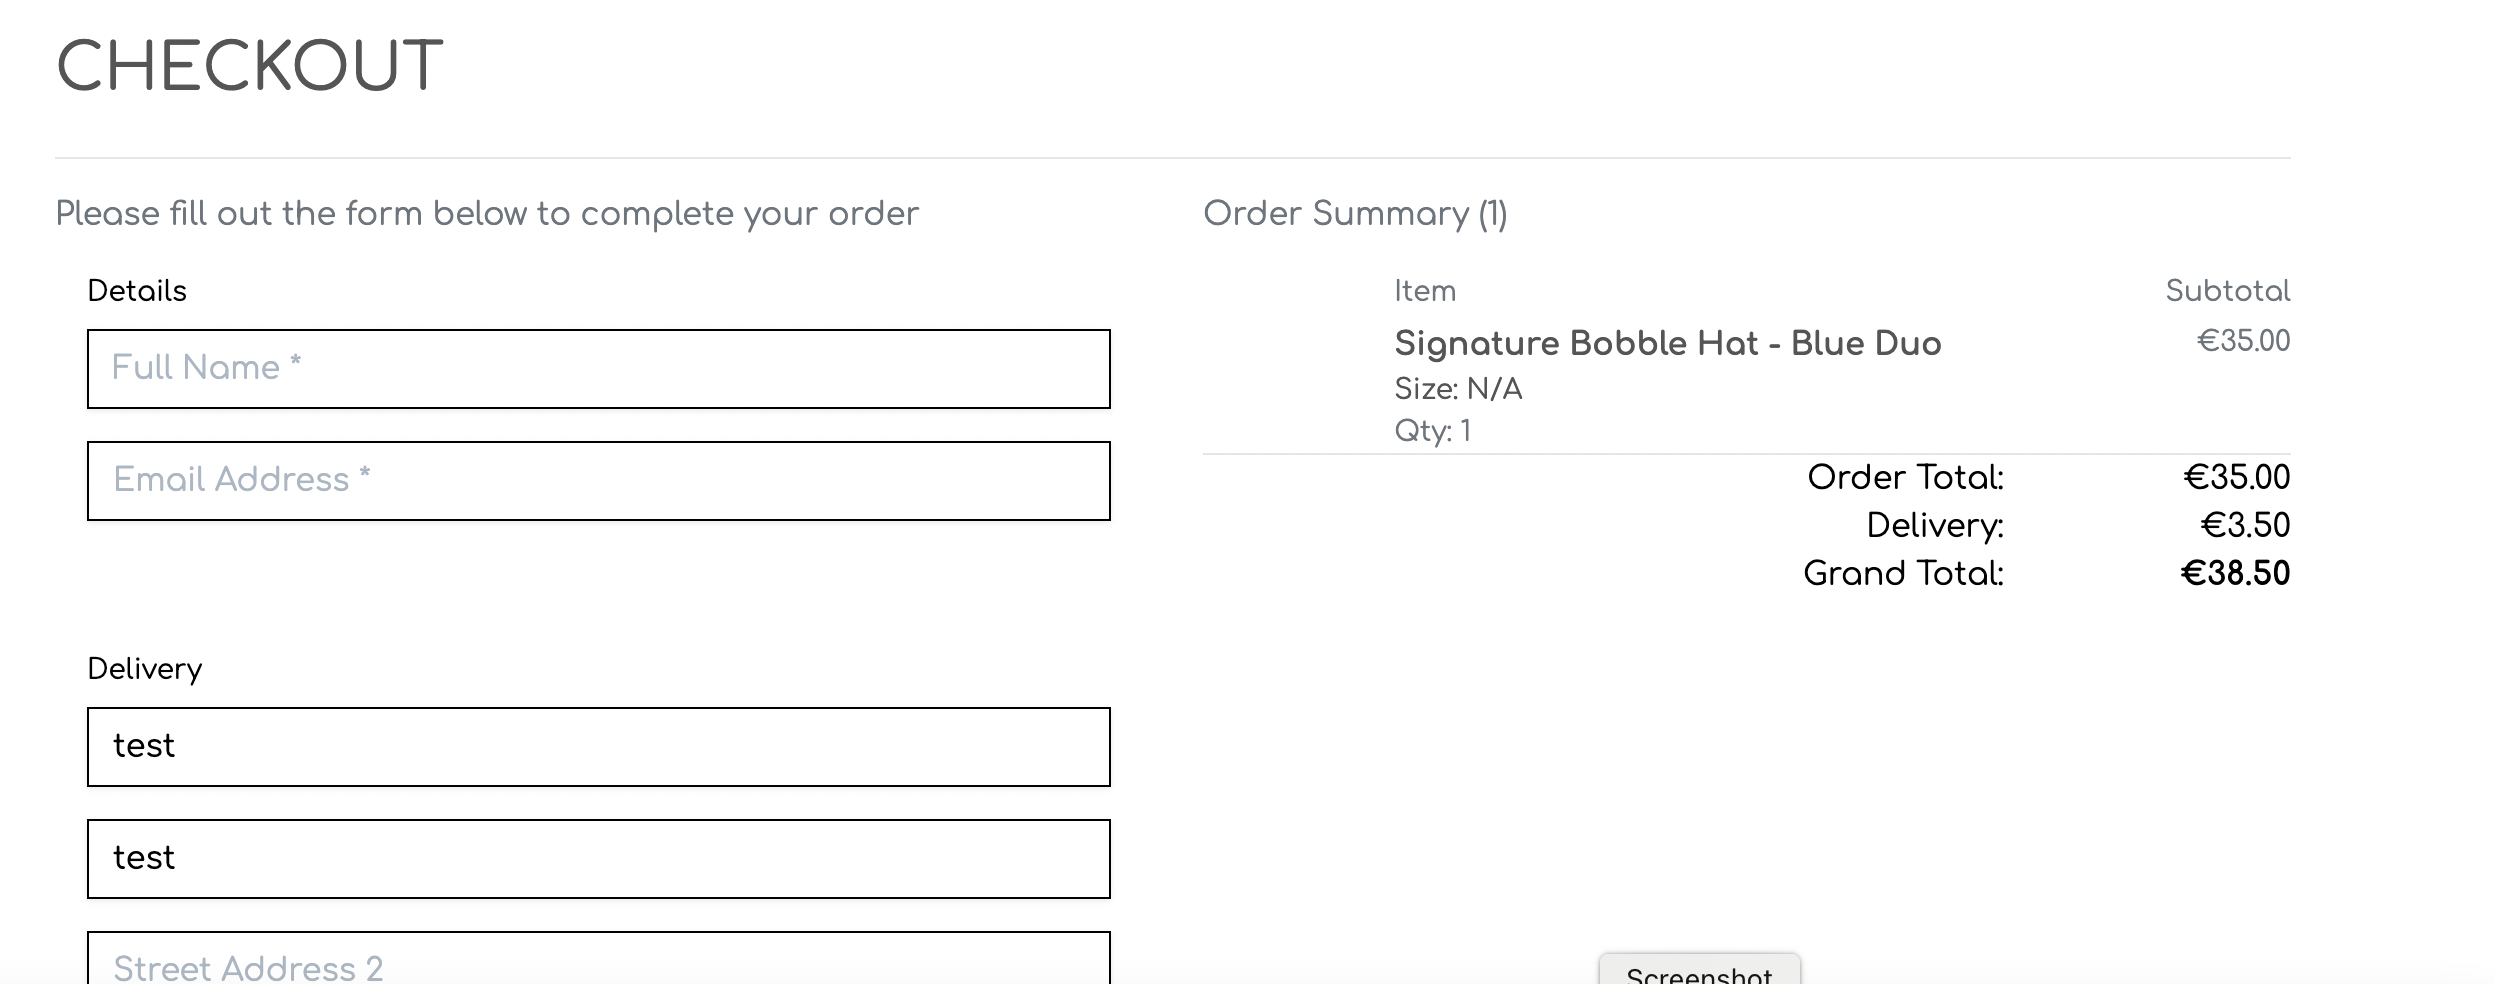 CHECKOUT
Please fill out the form below to complete your order
Details
Full Name *
Email Address *
Delivery
test
test
Street Address 2
Order Summary (1)
Item Subtotal
Signature Bobble Hat - Blue Duo €35.00
Size: N/A
Qty: 1
Order Total: €35.00
Delivery: €3.50
Grand Total: €38.50
Screenshot